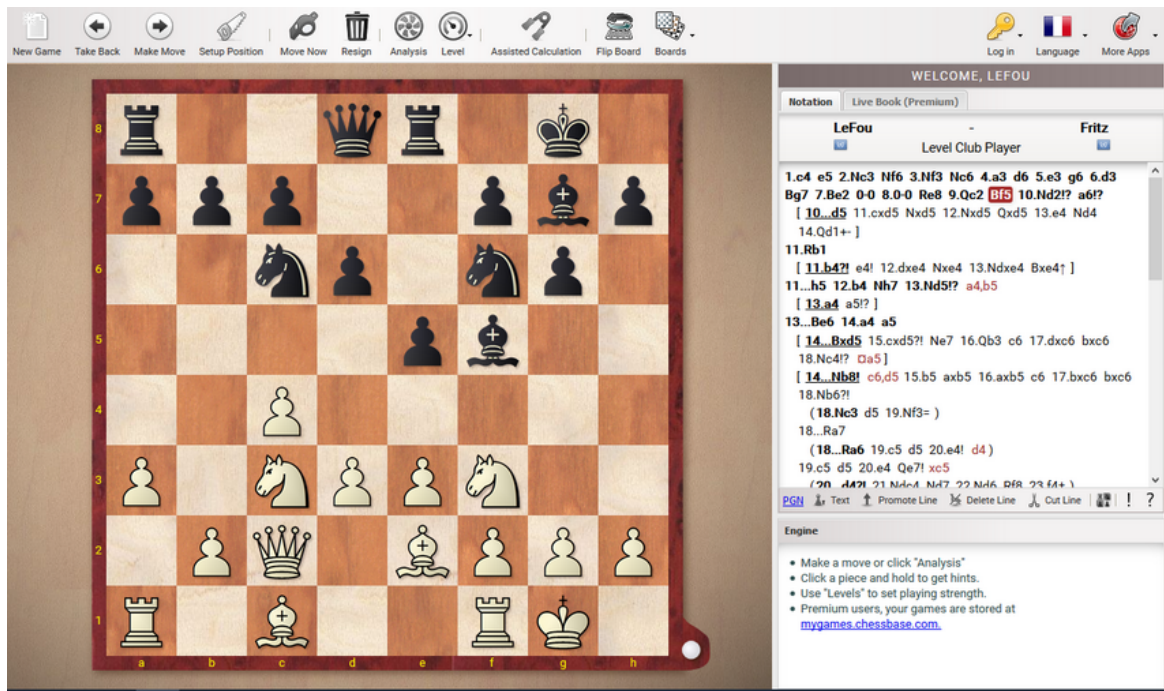 New Game Take Back Make Move Setup Position Move Now Resign Analysis Level Assisted Calculation Flip Board Boards Log in Language More Apps
8
7
6
5
4
3
2
1
a b c d e f g h
WELCOME, LEFOU
Notation Live Book (Premium)
LeFou - Fritz
Level Club Player
1.c4 e5 2.Nc3 Nf6 3.Nf3 Nc6 4.a3 d6 5.e3 g6 6.d3
Bg7 7.Be2 0-0 8.0-0 Re8 9.Qc2 Bf5 10.Nd2!? a6!?
[ 10...d5 11.cxd5 Nxd5 12.Nxd5 Qxd5 13.e4 Nd4
14.Qd1+- ]
11.Rb1
[ 11.b4?! e4! 12.dxe4 Nxe4 13.Ndxe4 Bxe4↑ ]
11...h5 12.b4 Nh7 13.Nd5!? a4,b5
[ 13.a4 a5!? ]
13...Be6 14.a4 a5
[ 14...Bxd5 15.cxd5?! Ne7 16.Qb3 c6 17.dxc6 bxc6
18.Nc4!? ¤a5 ]
[ 14...Nb8! c6,d5 15.b5 axb5 16.axb5 c6 17.bxc6 bxc6
18.Nb6?!
(18.Nc3 d5 19.Nf3= )
18...Ra7
(18...Ra6 19.c5 d5 20.e4! d4 )
19.c5 d5 20.e4 Qe7! xc5
(20...d4?! 21.Ndc4 Nd7 22.Nd6 Rf8 23.f4± )
PGN Text Promote Line Delete Line Cut Line ! ?
Engine
• Make a move or click "Analysis"
• Click a piece and hold to get hints.
• Use "Levels" to set playing strength.
• Premium users, your games are stored at
mygames.chessbase.com.